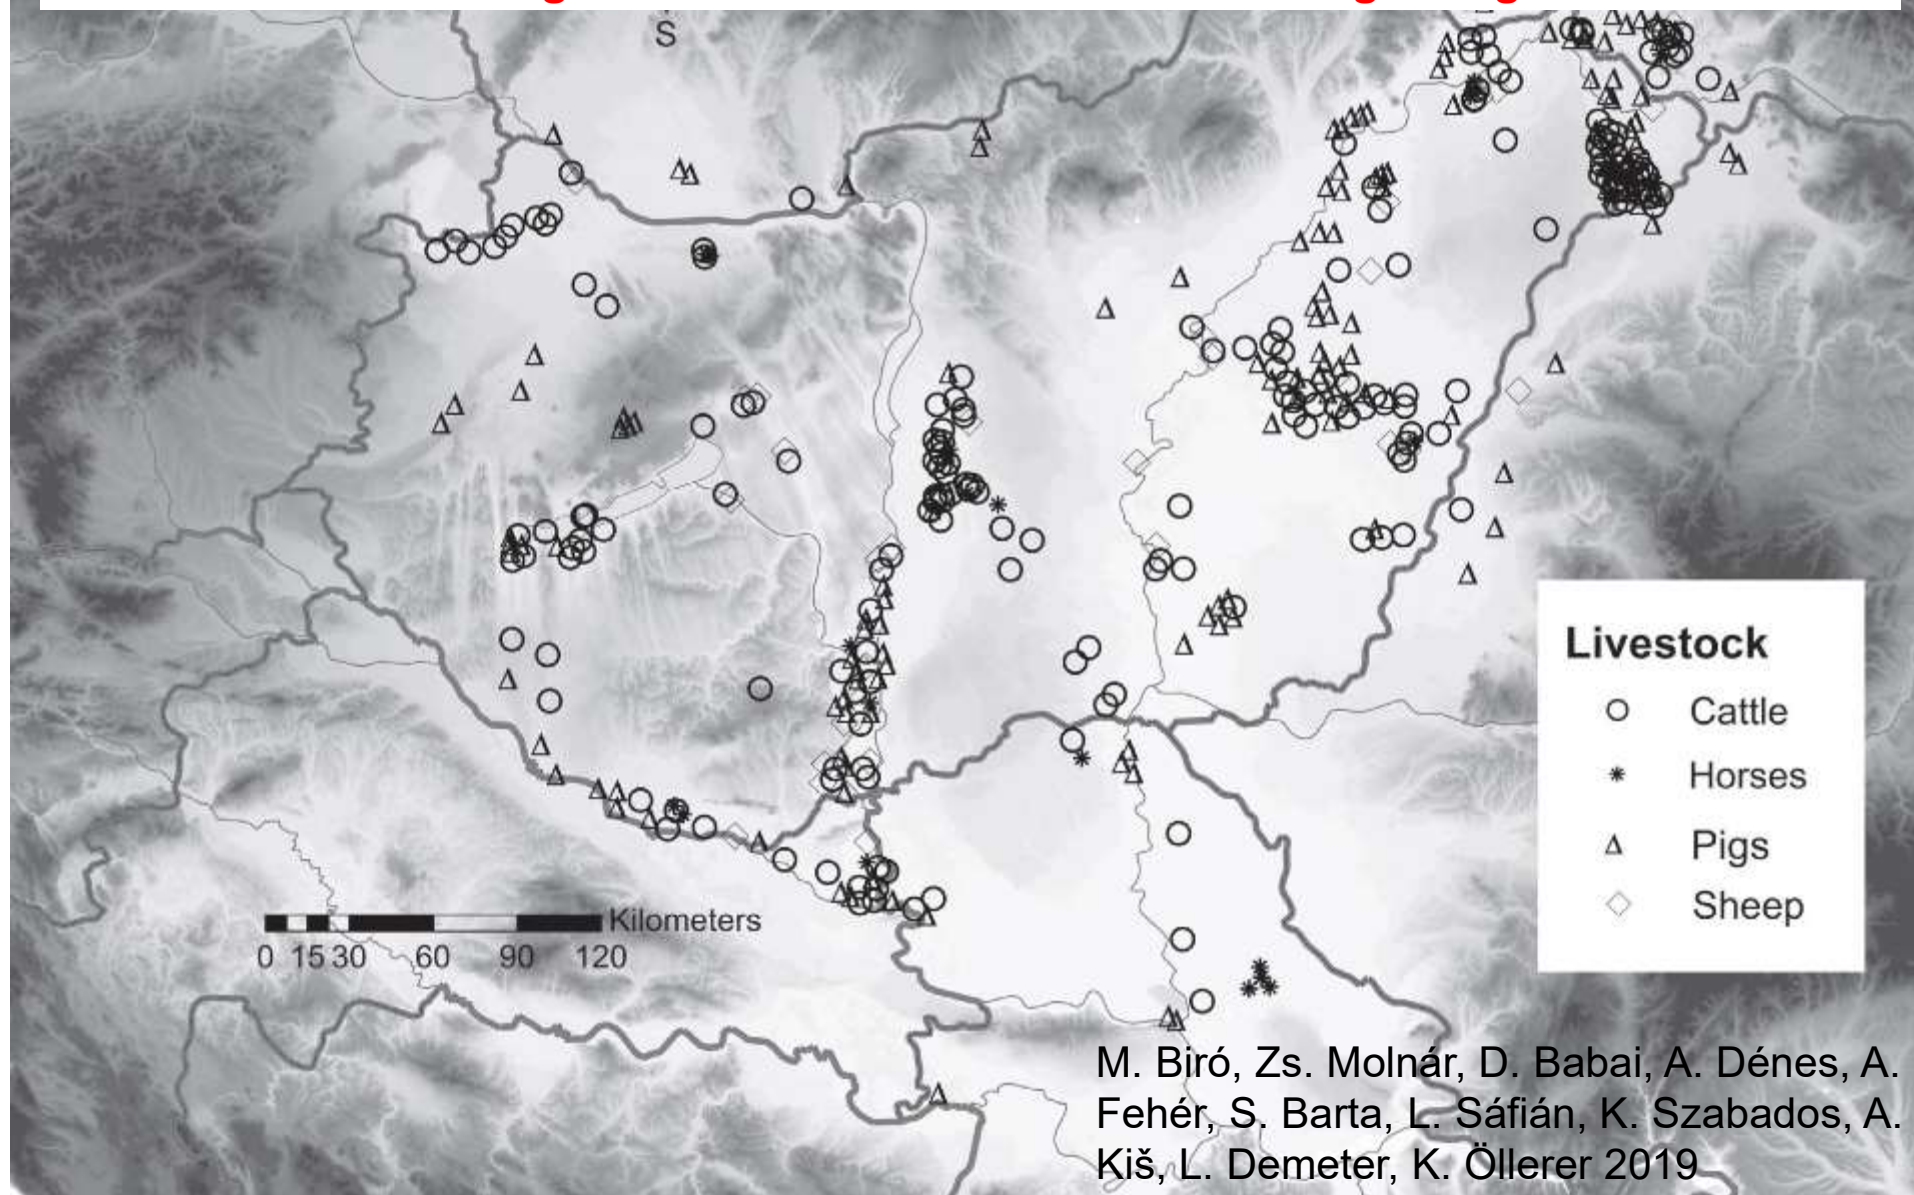 S
Livestock
Cattle
Horses
Pigs
Sheep
Kilometers
0 15 30 60 90 120
M. Biró, Zs. Molnár, D. Babai, A. Dénes, A.
Fehér, S. Barta, L. Sáfián, K. Szabados, A.
Kiš, L. Demeter, K. Öllerer 2019